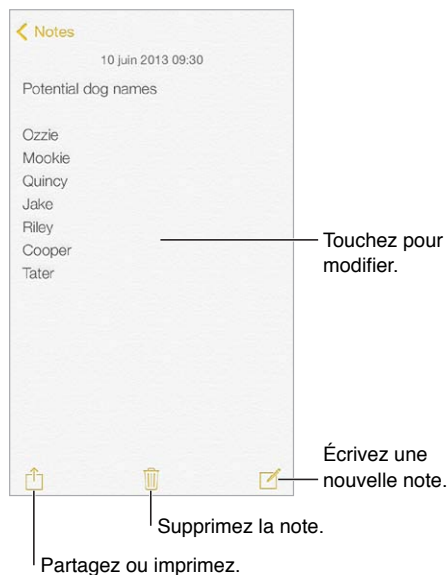 Notes
10 juin 2013 09:30
Potential dog names
Ozzie
Mookie
Quincy
Jake
Riley
Cooper
Tater
Touchez pour
modifier.
Écrivez une
nouvelle note.
Supprimez la note.
Partagez ou imprimez.